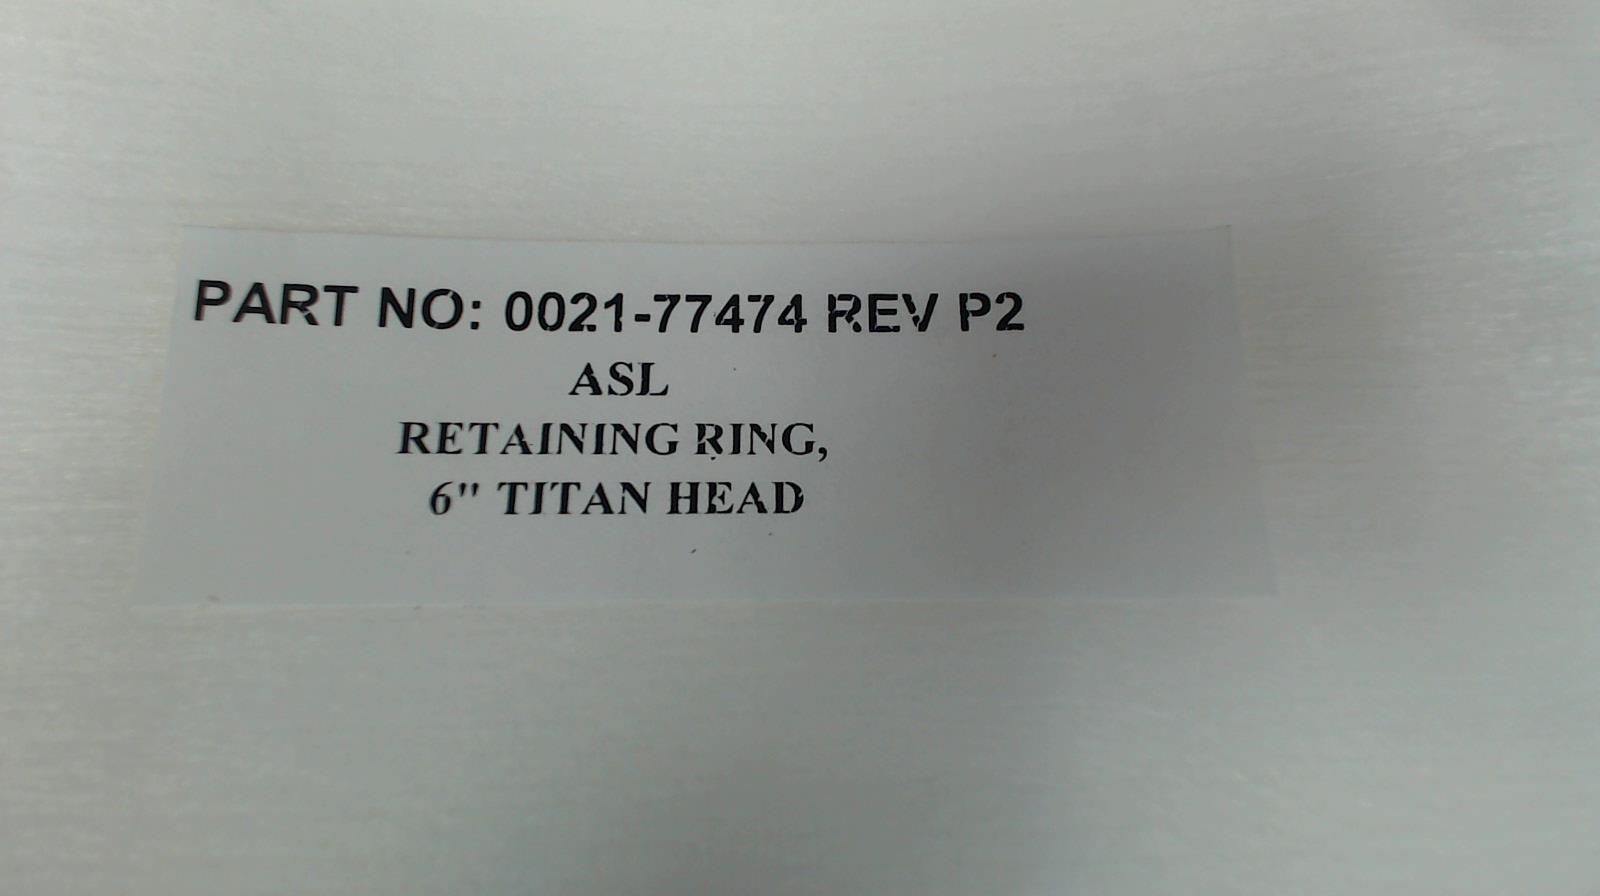 PART NO: 0021-77474 REV P2
ASL
RETAINING RING,
6" TITAN HEAD